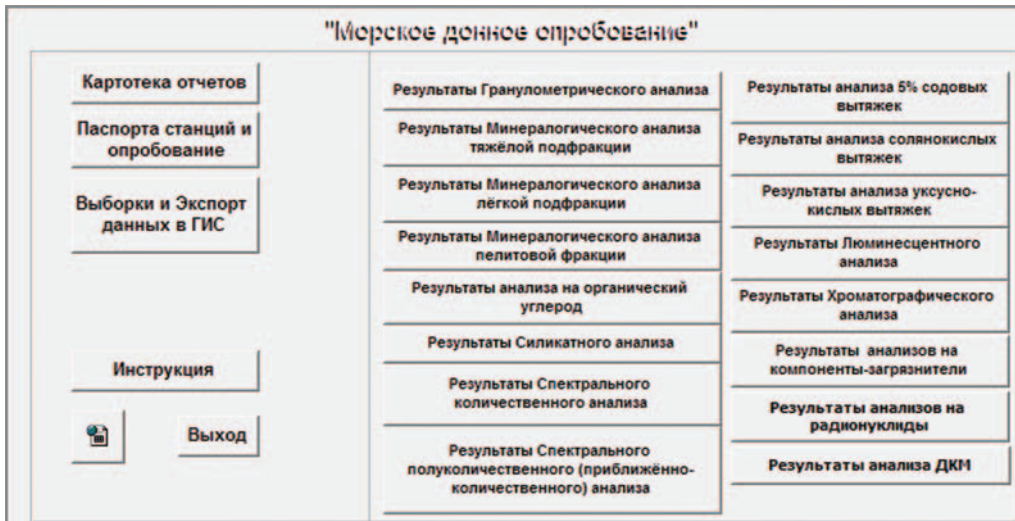 "Морское донное опробование"
Картотека отчетов
Паспорта станций и
опробование
Выборки и Экспорт
данных в ГИС
Инструкция
Выход
Результаты Гранулометрического анализа
Результаты Минералогического анализа
тяжёлой подфракции
Результаты Минералогического анализа
лёгкой подфракции
Результаты Минералогического анализа
пелитовой фракции
Результаты анализа на органический
углерод
Результаты Силикатного анализа
Результаты Спектрального
количественного анализа
Результаты Спектрального
полуколичественного (приближённо-
количественного) анализа
Результаты анализа 5% содовых
вытяжек
Результаты анализа солянокислых
вытяжек
Результаты анализа уксусно-
кислых вытяжек
Результаты Люминесцентного
анализа
Результаты Хроматографического
анализа
Результаты анализов на
компоненты-загрязнители
Результаты анализов на
радионуклиды
Результаты анализа ДКМ